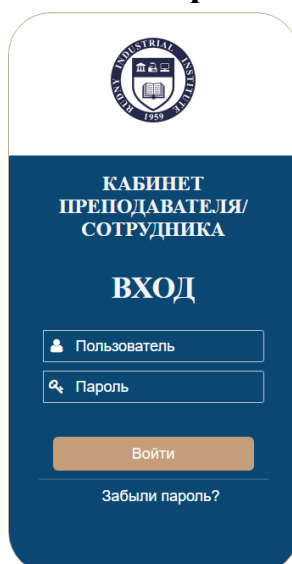 RUDNY INDUSTRIAL INSTITUTE
1959
КАБИНЕТ
ПРЕПОДАВАТЕЛЯ/
СОТРУДНИКА
ВХОД
Пользователь
Пароль
Войти
Забыли пароль?